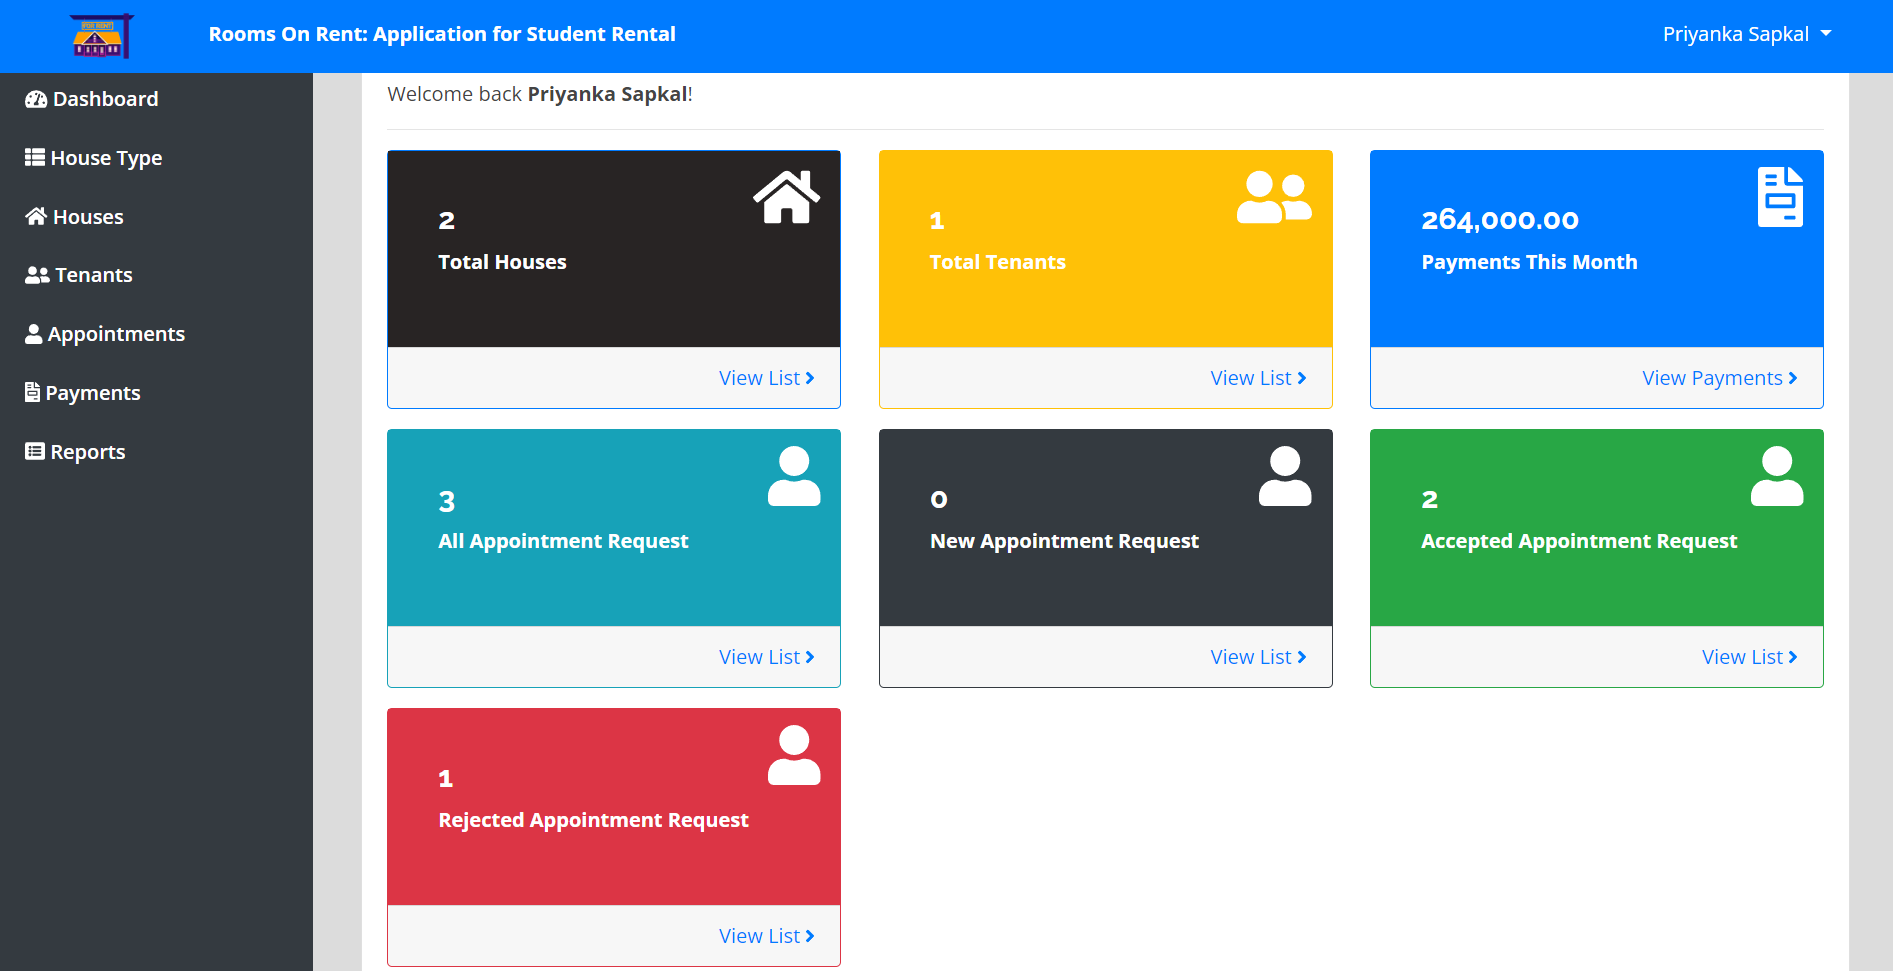 FOR RENT
Rooms On Rent: Application for Student Rental
Priyanka Sapkal
Dashboard
House Type
Houses
Tenants
Appointments
Payments
Reports
Welcome back Priyanka Sapkal!
2
Total Houses
View List
1
Total Tenants
View List
264,000.00
Payments This Month
View Payments
3
All Appointment Request
View List
0
New Appointment Request
View List
2
Accepted Appointment Request
View List
1
Rejected Appointment Request
View List